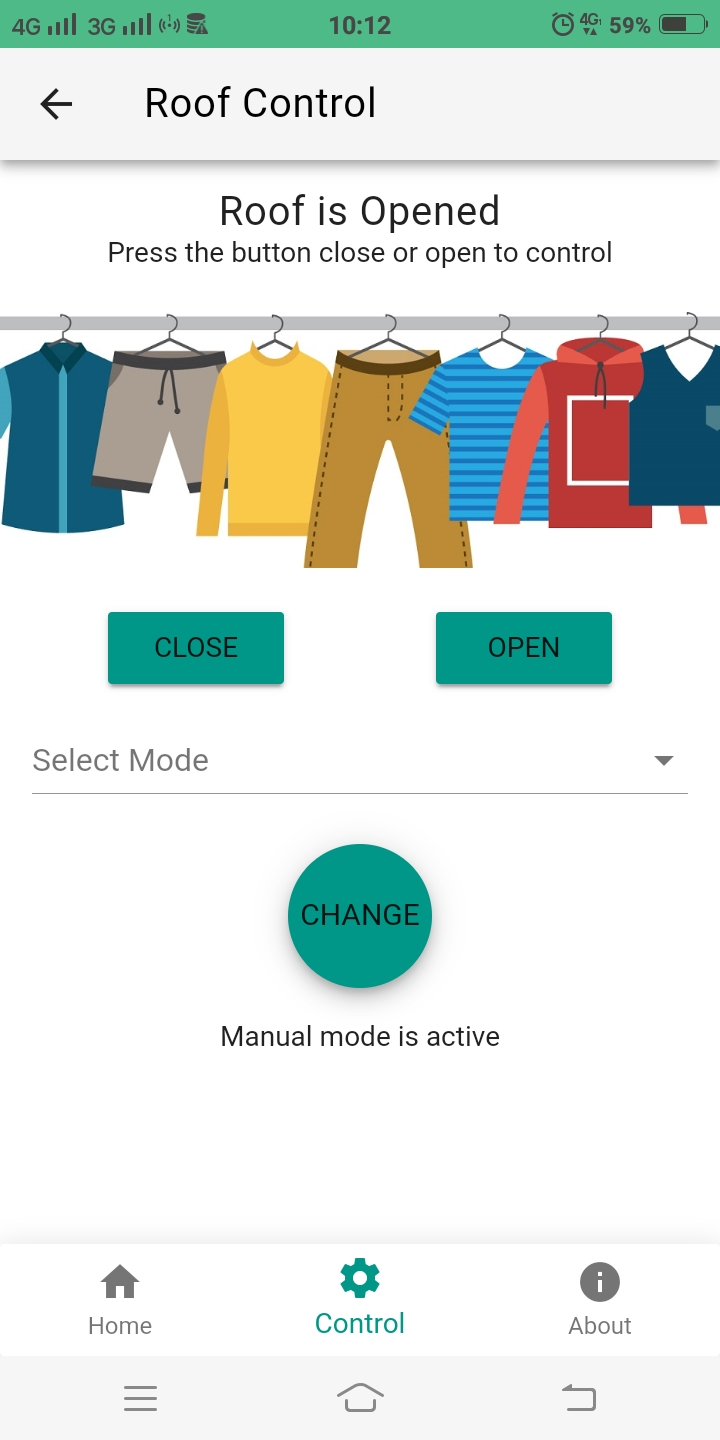 4G 3G 10:12 4G 59%
Roof Control
Roof is Opened
Press the button close or open to control
CLOSE OPEN
Select Mode
CHANGE
Manual mode is active
Home Control About